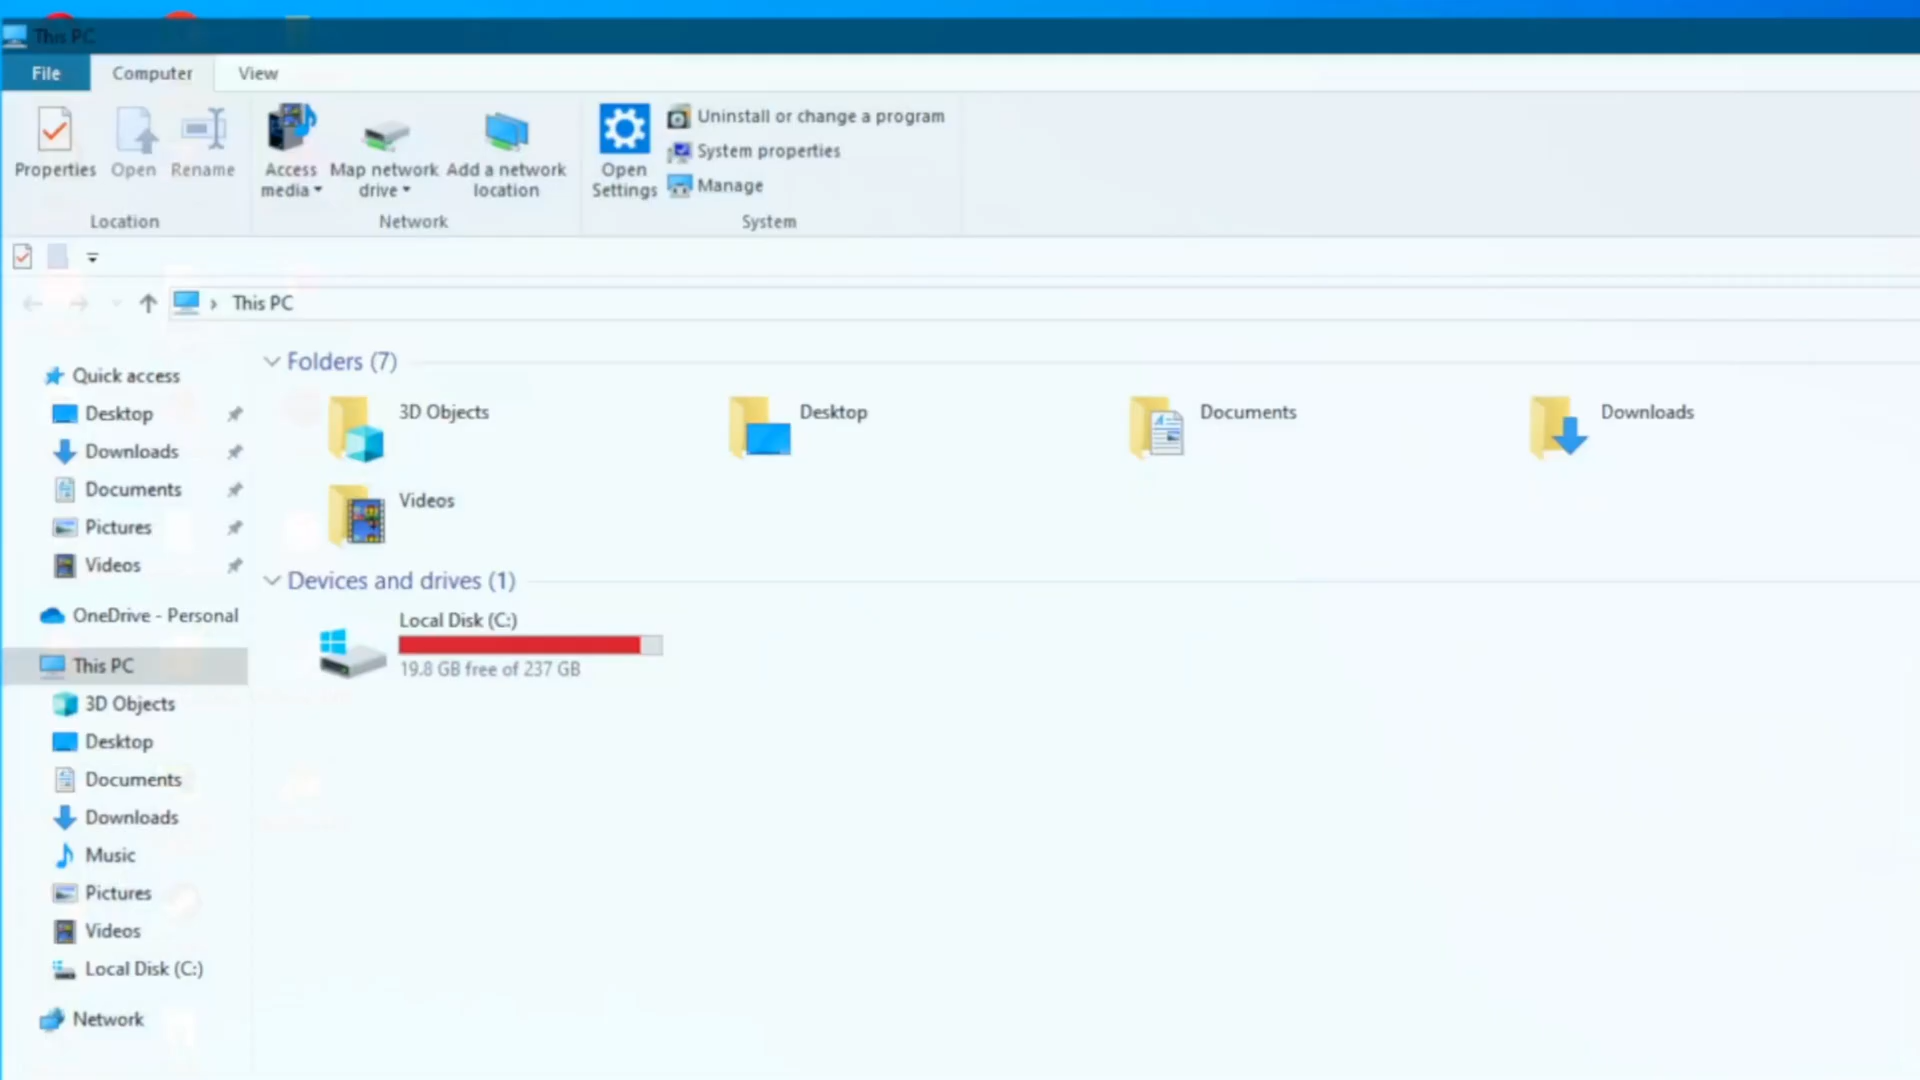 This PC
File
Computer
View
Properties
Open
Rename
Access
media
Map network
drive
Add a network
location
Open
Settings
Uninstall or change a program
System properties
Manage
Location
Network
System
This PC
Quick access
Desktop
Downloads
Documents
Pictures
Videos
OneDrive - Personal
This PC
3D Objects
Desktop
Documents
Downloads
Music
Pictures
Videos
Local Disk (C:)
Network
Folders (7)
3D Objects
Desktop
Documents
Downloads
Videos
Devices and drives (1)
Local Disk (C:)
19.8 GB free of 237 GB